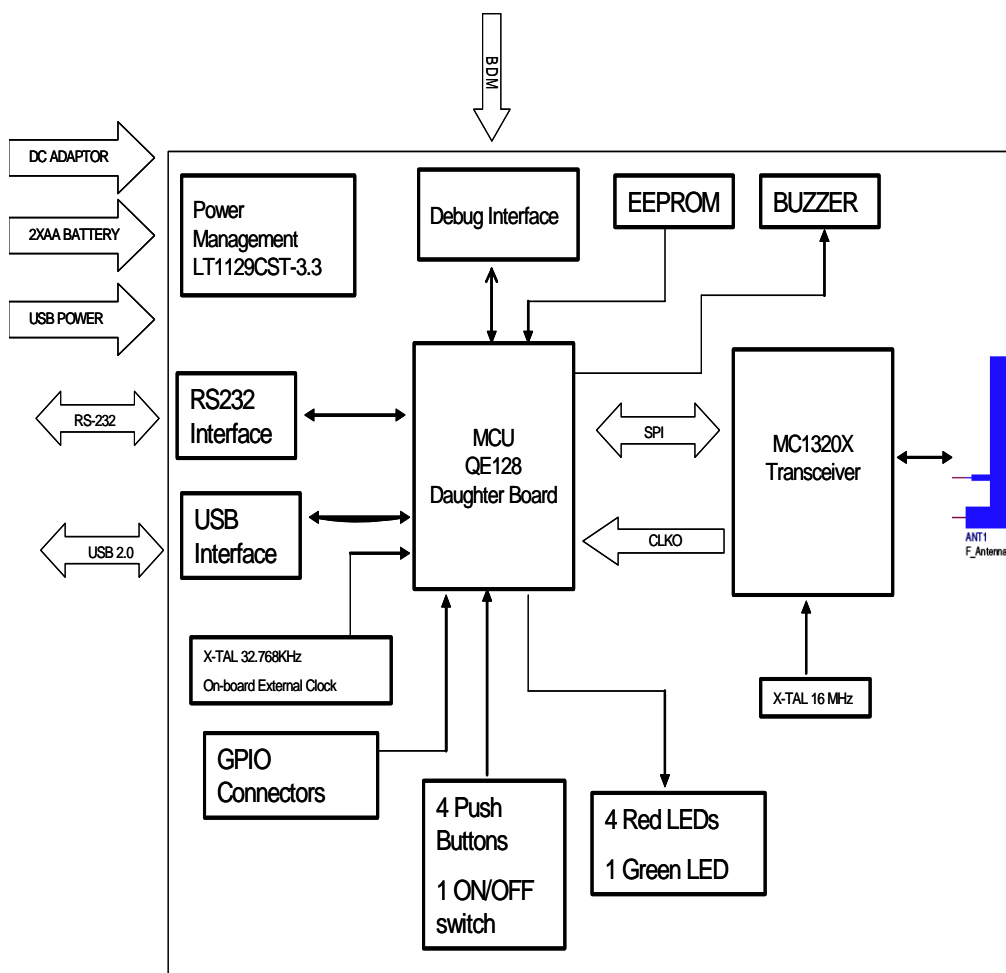 BDM
DC ADAPTOR
2XAA BATTERY
USB POWER
Power
Management
LT1129CST-3.3
Debug Interface
EEPROM
BUZZER
RS-232
RS232
Interface
MCU
QE128
Daughter Board
SPI
MC1320X
Transceiver
USB 2.0
USB
Interface
CLKO
ANT1
F_Antenna
X-TAL 32.768KHz
On-board External Clock
X-TAL 16 MHz
GPIO
Connectors
4 Push
Buttons
1 ON/OFF
switch
4 Red LEDs
1 Green LED